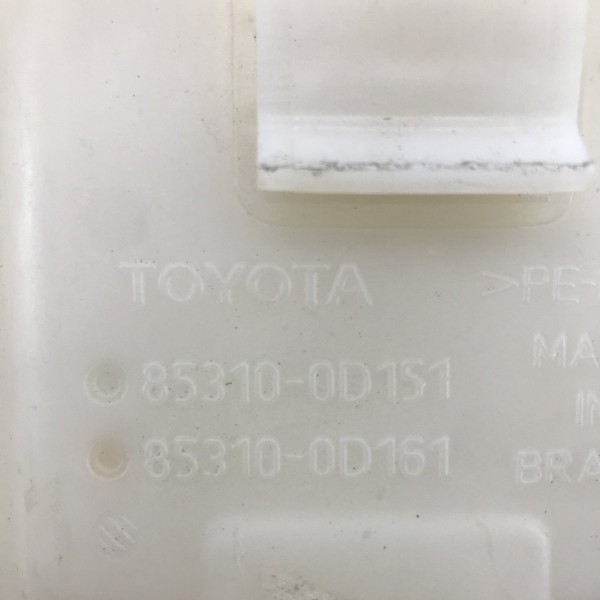 TOYOTA >PE-
85310-0D151 MA
85310-0D161 IN
BRA